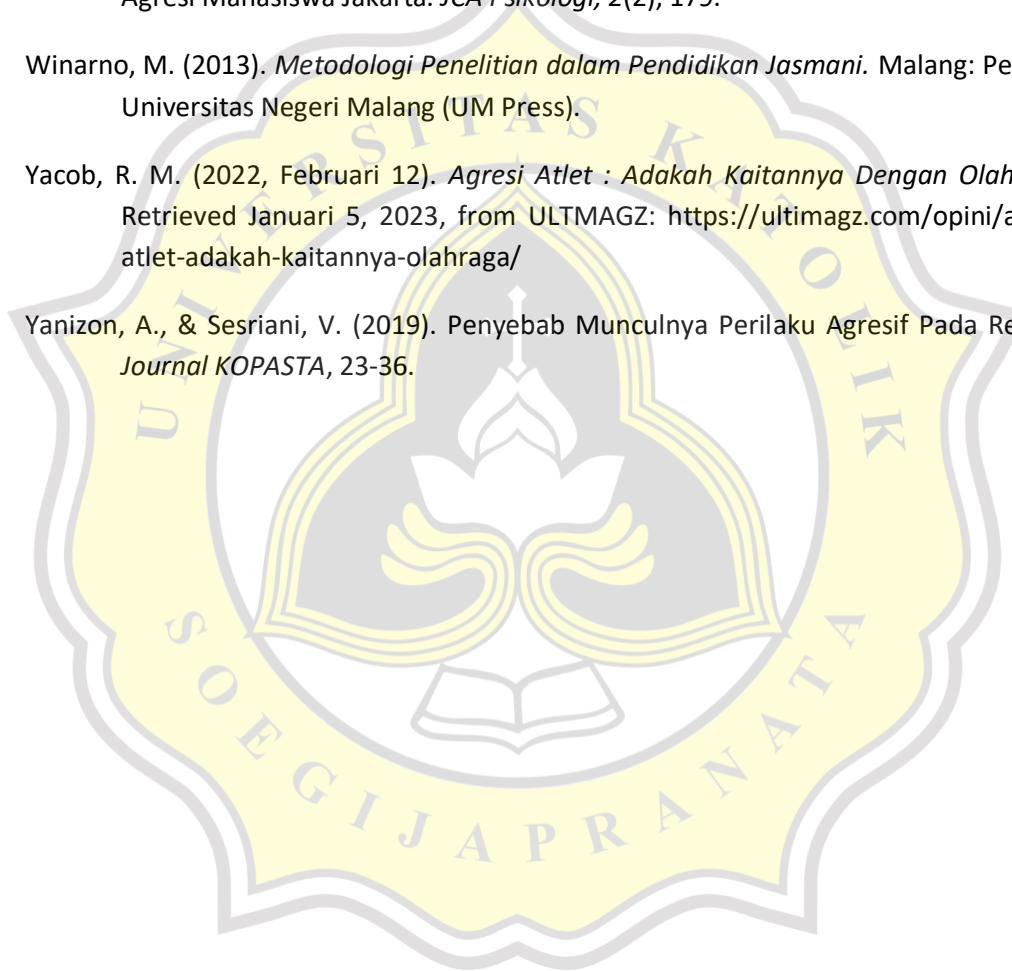 Agresi Mahasiswa Jakarta. JCA Psikologi, 2(2), 179.
Winarno, M. (2013). Metodologi Penelitian dalam Pendidikan Jasmani. Malang: Pe
Universitas Negeri Malang (UM Press).
Yacob, R. M. (2022, Februari 12). Agresi Atlet : Adakah Kaitannya Dengan Olah
Retrieved Januari 5, 2023, from ULTMAGZ: https://ultimagz.com/opini/a
atlet-adakah-kaitannya-olahraga/
Yanizon, A., & Sesriani, V. (2019). Penyebab Munculnya Perilaku Agresif Pada Re
Journal KOPASTA, 23-36.
UNIVERSITAS KATOLIK
SOEGIJAPRANATA